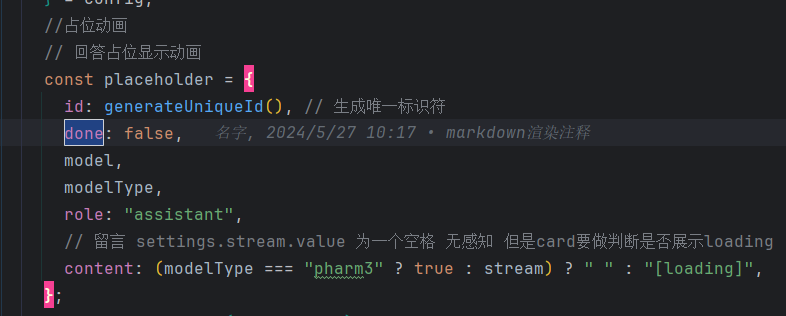 } = config;
//占位动画
// 回答占位显示动画
const placeholder = {
id: generateUniqueId(), // 生成唯一标识符
done: false, 名字, 2024/5/27 10:17 • markdown渲染注释
model,
modelType,
role: "assistant",
// 留言 settings.stream.value 为一个空格 无感知 但是card要做判断是否展示loading
content: (modelType === "pharm3" ? true : stream) ? " " : "[loading]",
};